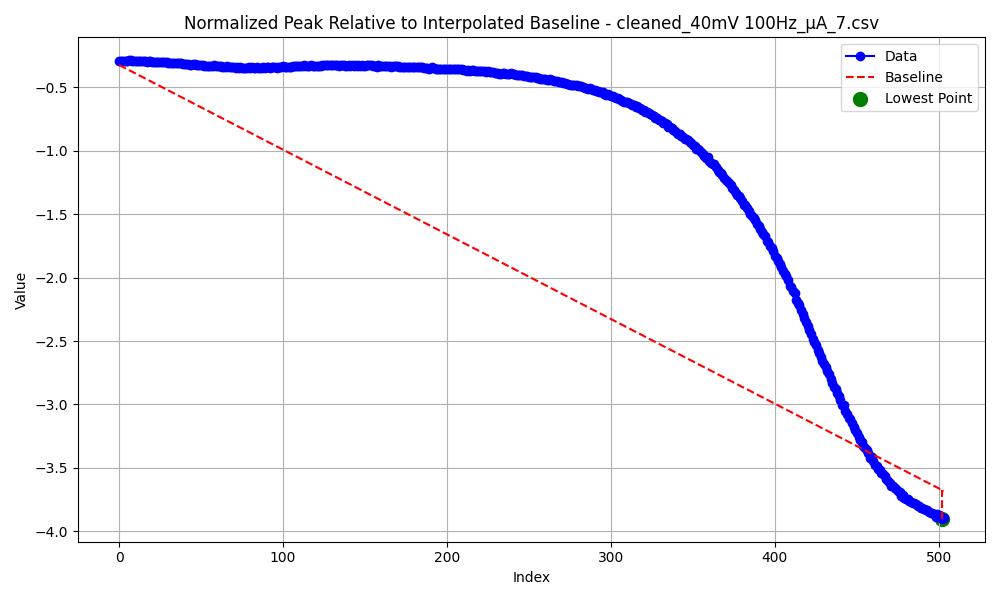 Normalized Peak Relative to Interpolated Baseline - cleaned_40mV 100Hz_μA_7.csv
Data
Baseline
Lowest Point
Value
−0.5
−1.0
−1.5
−2.0
−2.5
−3.0
−3.5
−4.0
0 100 200 300 400 500
Index